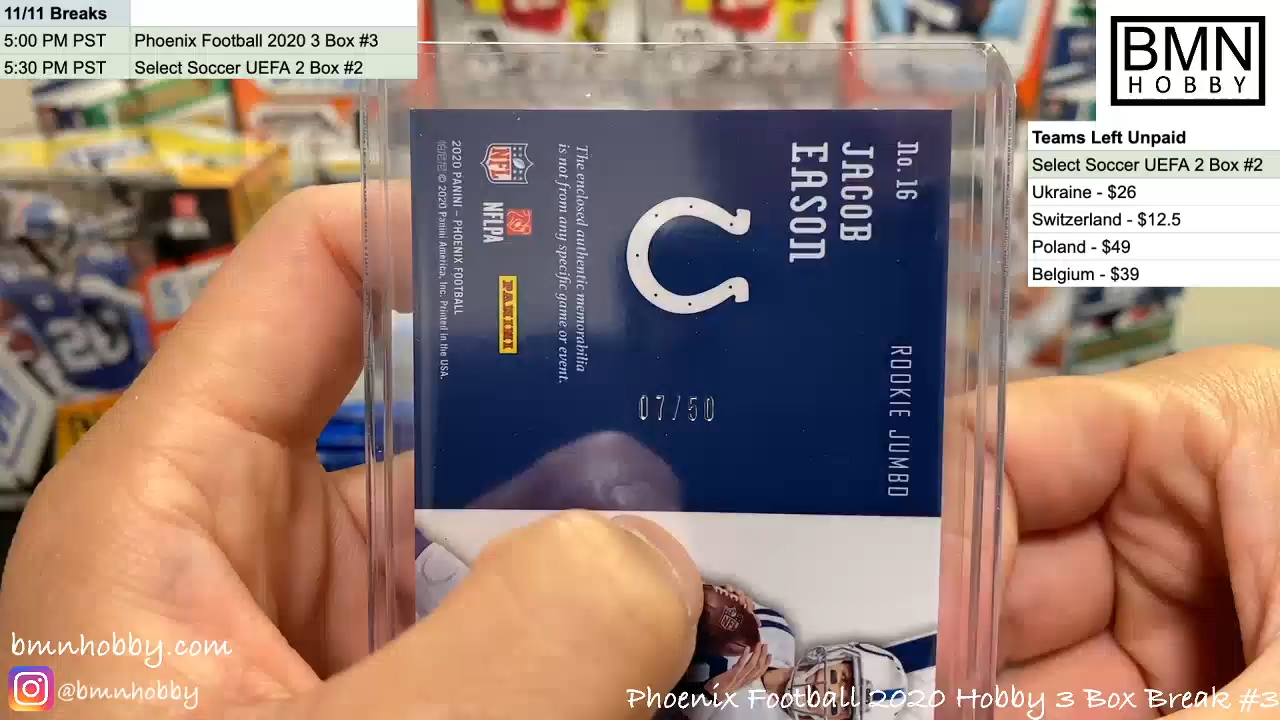 11/11 Breaks
5:00 PM PST Phoenix Football 2020 3 Box #3
5:30 PM PST Select Soccer UEFA 2 Box #2
BMN
HOBBY
Teams Left Unpaid
Select Soccer UEFA 2 Box #2
Ukraine - $26
Switzerland - $12.5
Poland - $49
Belgium - $39
No. 16
ROOKIE JUMBO
JACOB
EASON
07/50
The enclosed authentic memorabilia
is not from any specific game or event.
NFL
NFLPA
PANINI
2020 PANINI – PHOENIX FOOTBALL
© 2020 Panini America, Inc. Printed in the USA.
bmnhobby.com
@bmnhobby
Phoenix Football 2020 Hobby 3 Box Break #3